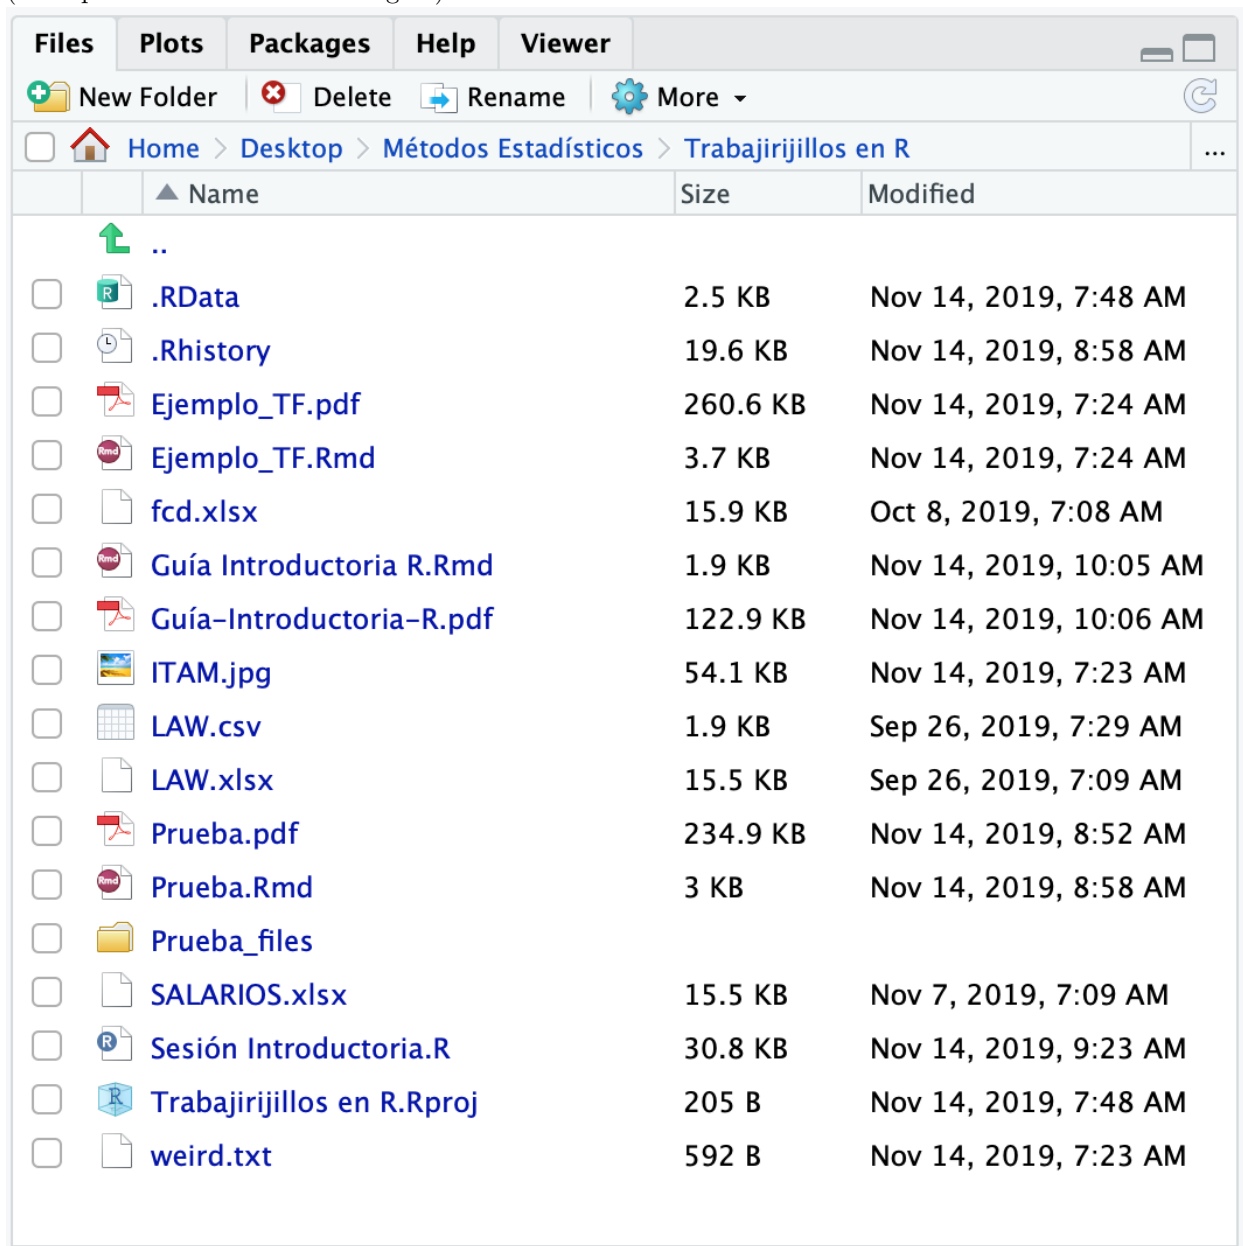 Files Plots Packages Help Viewer
New Folder Delete Rename More
Home > Desktop > Métodos Estadísticos > Trabajirijillos en R ...
Name Size Modified
..
.RData 2.5 KB Nov 14, 2019, 7:48 AM
.Rhistory 19.6 KB Nov 14, 2019, 8:58 AM
Ejemplo_TF.pdf 260.6 KB Nov 14, 2019, 7:24 AM
Ejemplo_TF.Rmd 3.7 KB Nov 14, 2019, 7:24 AM
fcd.xlsx 15.9 KB Oct 8, 2019, 7:08 AM
Guía Introductoria R.Rmd 1.9 KB Nov 14, 2019, 10:05 AM
Guía-Introductoria-R.pdf 122.9 KB Nov 14, 2019, 10:06 AM
ITAM.jpg 54.1 KB Nov 14, 2019, 7:23 AM
LAW.csv 1.9 KB Sep 26, 2019, 7:29 AM
LAW.xlsx 15.5 KB Sep 26, 2019, 7:09 AM
Prueba.pdf 234.9 KB Nov 14, 2019, 8:52 AM
Prueba.Rmd 3 KB Nov 14, 2019, 8:58 AM
Prueba_files
SALARIOS.xlsx 15.5 KB Nov 7, 2019, 7:09 AM
Sesión Introductoria.R 30.8 KB Nov 14, 2019, 9:23 AM
Trabajirijillos en R.Rproj 205 B Nov 14, 2019, 7:48 AM
weird.txt 592 B Nov 14, 2019, 7:23 AM